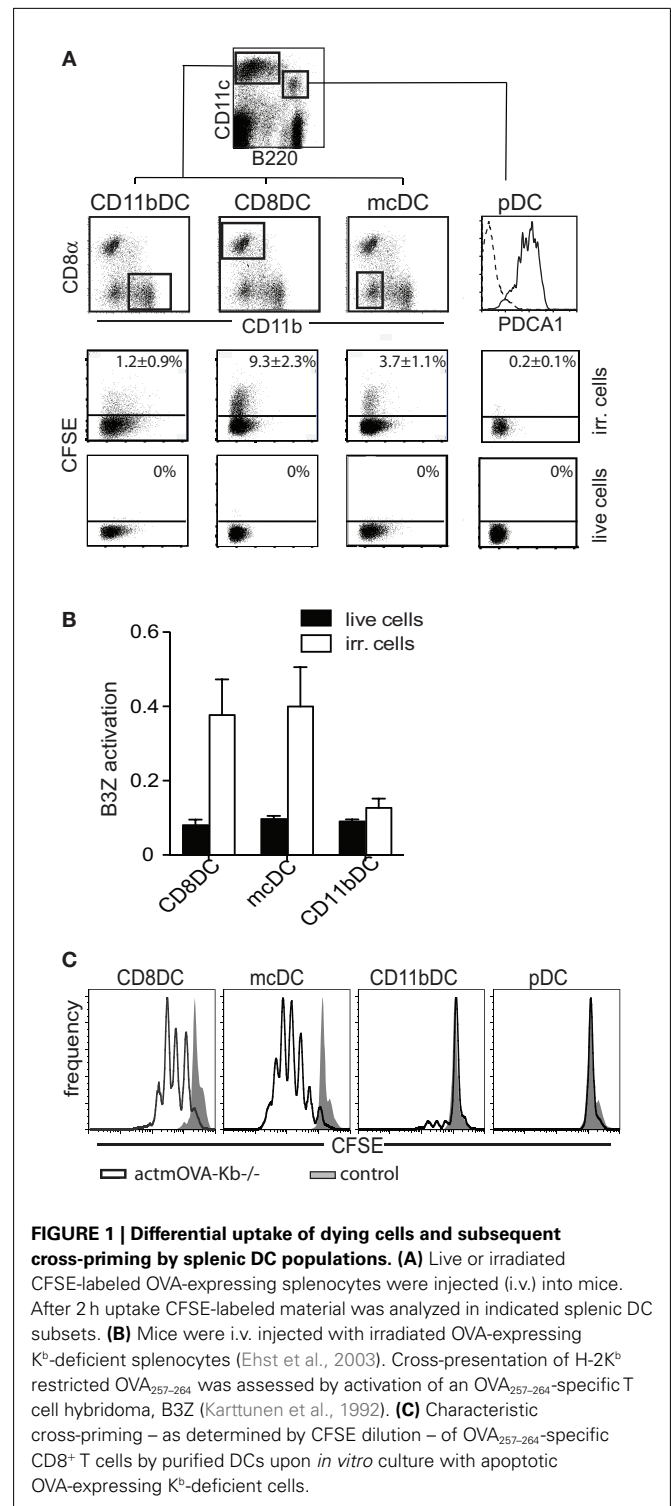 A
CD11c
B220
CD11bDC CD8DC mcDC pDC
CD8α
CD11b
PDCA1
1.2±0.9% 9.3±2.3% 3.7±1.1% 0.2±0.1%
CFSE
irr. cells
0% 0% 0% 0%
live cells
B
live cells
irr. cells
B3Z activation
0.6
0.4
0.2
0
CD8DC mcDC CD11bDC
C
CD8DC mcDC CD11bDC pDC
frequency
CFSE
actmOVA-Kb-/- control
FIGURE 1 | Differential uptake of dying cells and subsequent
cross-priming by splenic DC populations. (A) Live or irradiated
CFSE-labeled OVA-expressing splenocytes were injected (i.v.) into mice.
After 2 h uptake CFSE-labeled material was analyzed in indicated splenic DC
subsets. (B) Mice were i.v. injected with irradiated OVA-expressing
Kᵇ-deficient splenocytes (Ehst et al., 2003). Cross-presentation of H-2Kᵇ
restricted OVA₂₅₇₋₂₆₄ was assessed by activation of an OVA₂₅₇₋₂₆₄-specific T
cell hybridoma, B3Z (Karttunen et al., 1992). (C) Characteristic
cross-priming – as determined by CFSE dilution – of OVA₂₅₇₋₂₆₄-specific
CD8⁺ T cells by purified DCs upon in vitro culture with apoptotic
OVA-expressing Kᵇ-deficient cells.